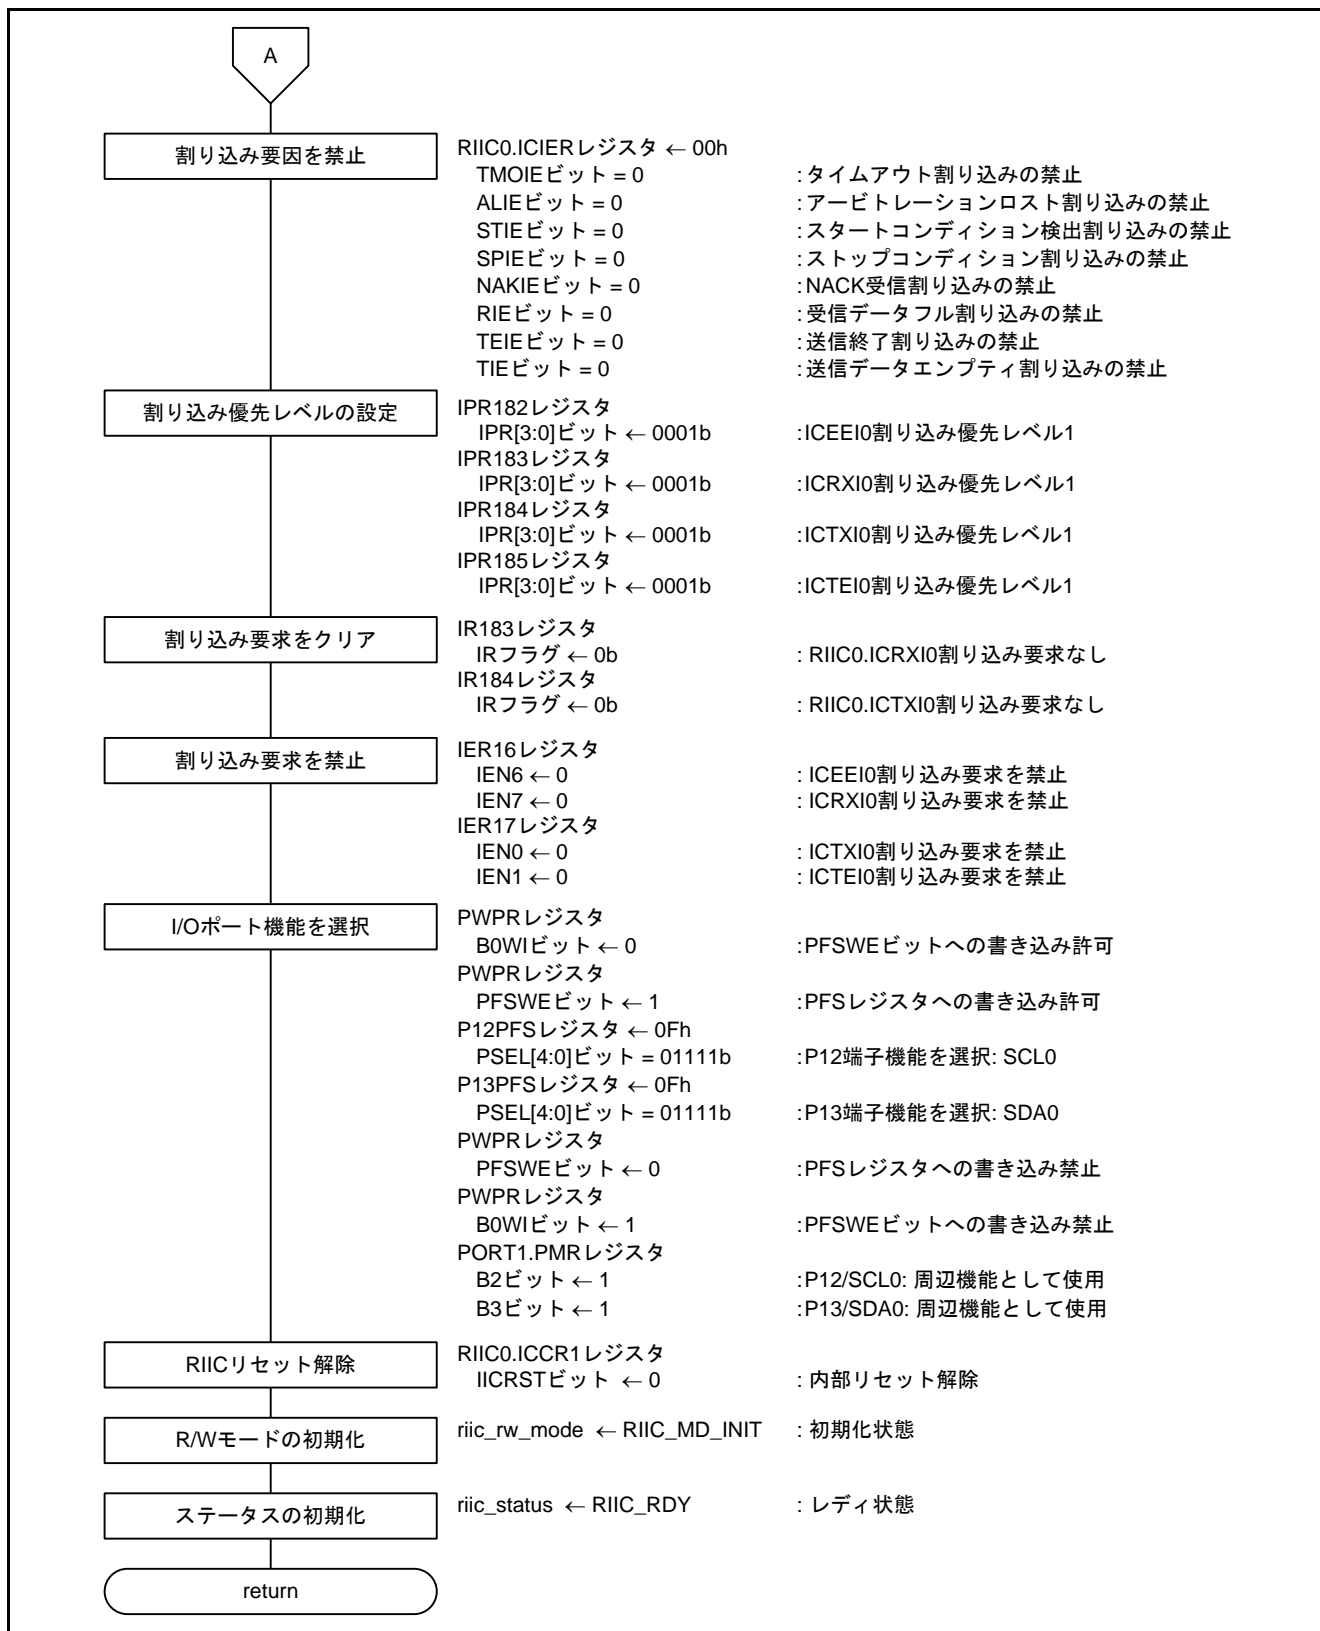 A
割り込み要因を禁止
RIIC0.ICIERレジスタ ← 00h
TMOIEビット = 0 :タイムアウト割り込みの禁止
ALIEビット = 0 :アービトレーションロスト割り込みの禁止
STIEビット = 0 :スタートコンディション検出割り込みの禁止
SPIEビット = 0 :ストップコンディション割り込みの禁止
NAKIEビット = 0 :NACK受信割り込みの禁止
RIEビット = 0 :受信データフル割り込みの禁止
TEIEビット = 0 :送信終了割り込みの禁止
TIEビット = 0 :送信データエンプティ割り込みの禁止
割り込み優先レベルの設定
IPR182レジスタ
IPR[3:0]ビット ← 0001b :ICEEI0割り込み優先レベル1
IPR183レジスタ
IPR[3:0]ビット ← 0001b :ICRXI0割り込み優先レベル1
IPR184レジスタ
IPR[3:0]ビット ← 0001b :ICTXI0割り込み優先レベル1
IPR185レジスタ
IPR[3:0]ビット ← 0001b :ICTEI0割り込み優先レベル1
割り込み要求をクリア
IR183レジスタ
IRフラグ ← 0b : RIIC0.ICRXI0割り込み要求なし
IR184レジスタ
IRフラグ ← 0b : RIIC0.ICTXI0割り込み要求なし
割り込み要求を禁止
IER16レジスタ
IEN6 ← 0 : ICEEI0割り込み要求を禁止
IEN7 ← 0 : ICRXI0割り込み要求を禁止
IER17レジスタ
IEN0 ← 0 : ICTXI0割り込み要求を禁止
IEN1 ← 0 : ICTEI0割り込み要求を禁止
I/Oポート機能を選択
PWPRレジスタ
B0WIビット ← 0 :PFSWEビットへの書き込み許可
PWPRレジスタ
PFSWEビット ← 1 :PFSレジスタへの書き込み許可
P12PFSレジスタ ← 0Fh
PSEL[4:0]ビット = 01111b :P12端子機能を選択: SCL0
P13PFSレジスタ ← 0Fh
PSEL[4:0]ビット = 01111b :P13端子機能を選択: SDA0
PWPRレジスタ
PFSWEビット ← 0 :PFSレジスタへの書き込み禁止
PWPRレジスタ
B0WIビット ← 1 :PFSWEビットへの書き込み禁止
PORT1.PMRレジスタ
B2ビット ← 1 :P12/SCL0: 周辺機能として使用
B3ビット ← 1 :P13/SDA0: 周辺機能として使用
RIICリセット解除
RIIC0.ICCR1レジスタ
IICRSTビット ← 0 : 内部リセット解除
R/Wモードの初期化
riic_rw_mode ← RIIC_MD_INIT : 初期化状態
ステータスの初期化
riic_status ← RIIC_RDY : レディ状態
return